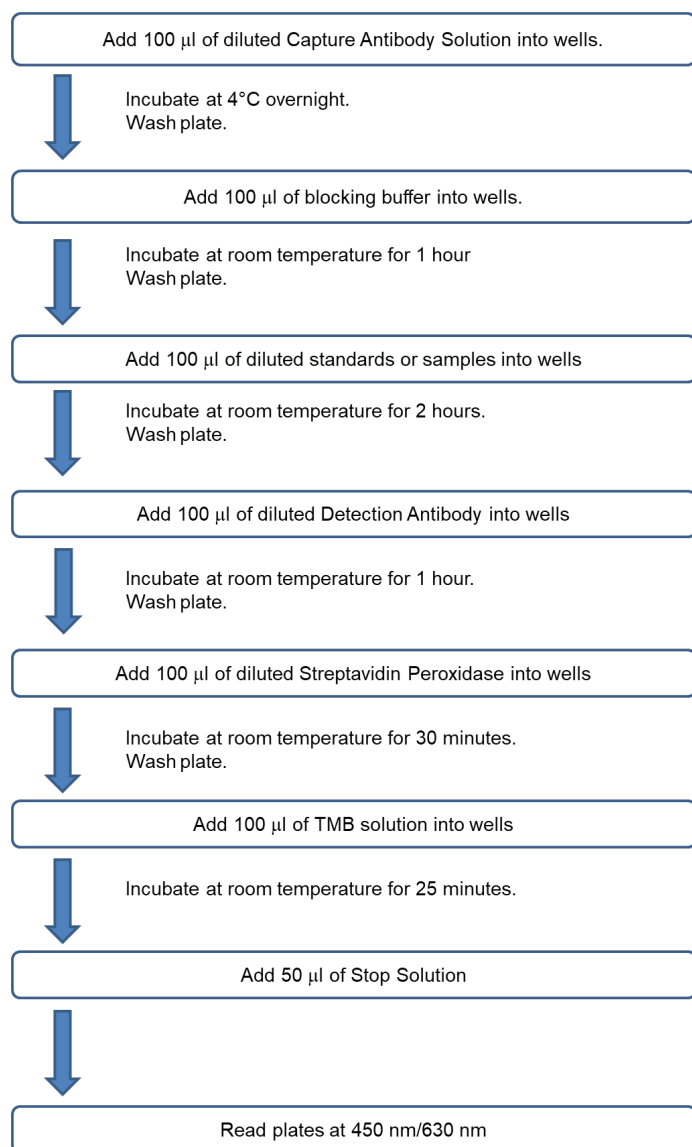 Add 100 μl of diluted Capture Antibody Solution into wells.
Incubate at 4°C overnight.
Wash plate.
Add 100 μl of blocking buffer into wells.
Incubate at room temperature for 1 hour
Wash plate.
Add 100 μl of diluted standards or samples into wells
Incubate at room temperature for 2 hours.
Wash plate.
Add 100 μl of diluted Detection Antibody into wells
Incubate at room temperature for 1 hour.
Wash plate.
Add 100 μl of diluted Streptavidin Peroxidase into wells
Incubate at room temperature for 30 minutes.
Wash plate.
Add 100 μl of TMB solution into wells
Incubate at room temperature for 25 minutes.
Add 50 μl of Stop Solution
Read plates at 450 nm/630 nm